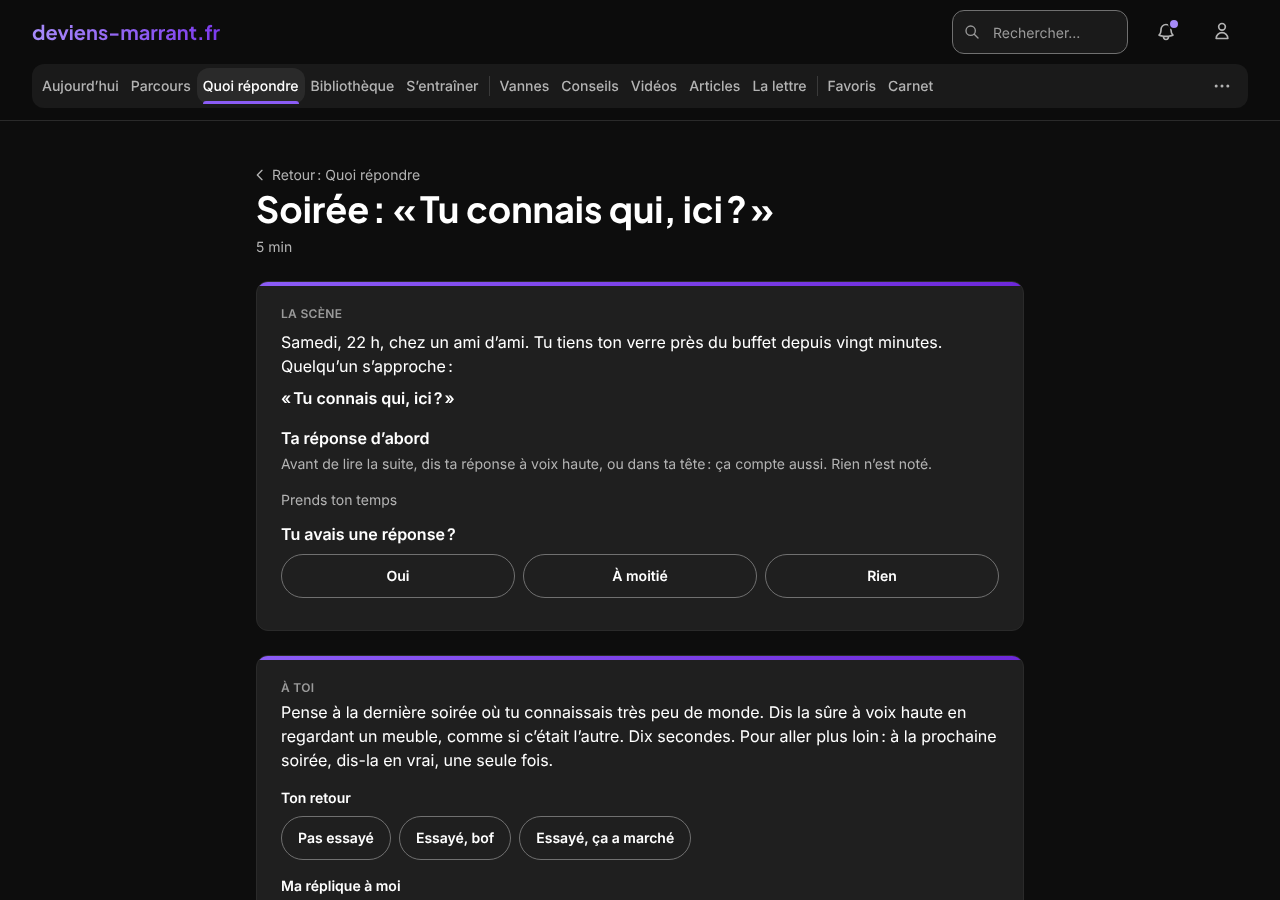 deviens-marrant.fr
Rechercher…
Aujourd’hui Parcours Quoi répondre Bibliothèque S’entraîner Vannes Conseils Vidéos Articles La lettre Favoris Carnet
Retour : Quoi répondre
Soirée : « Tu connais qui, ici ? »
5 min
LA SCÈNE
Samedi, 22 h, chez un ami d’ami. Tu tiens ton verre près du buffet depuis vingt minutes.
Quelqu’un s’approche :
« Tu connais qui, ici ? »
Ta réponse d’abord
Avant de lire la suite, dis ta réponse à voix haute, ou dans ta tête : ça compte aussi. Rien n’est noté.
Prends ton temps
Tu avais une réponse ?
Oui À moitié Rien
À TOI
Pense à la dernière soirée où tu connaissais très peu de monde. Dis la sûre à voix haute en
regardant un meuble, comme si c’était l’autre. Dix secondes. Pour aller plus loin : à la prochaine
soirée, dis-la en vrai, une seule fois.
Ton retour
Pas essayé Essayé, bof Essayé, ça a marché
Ma réplique à moi